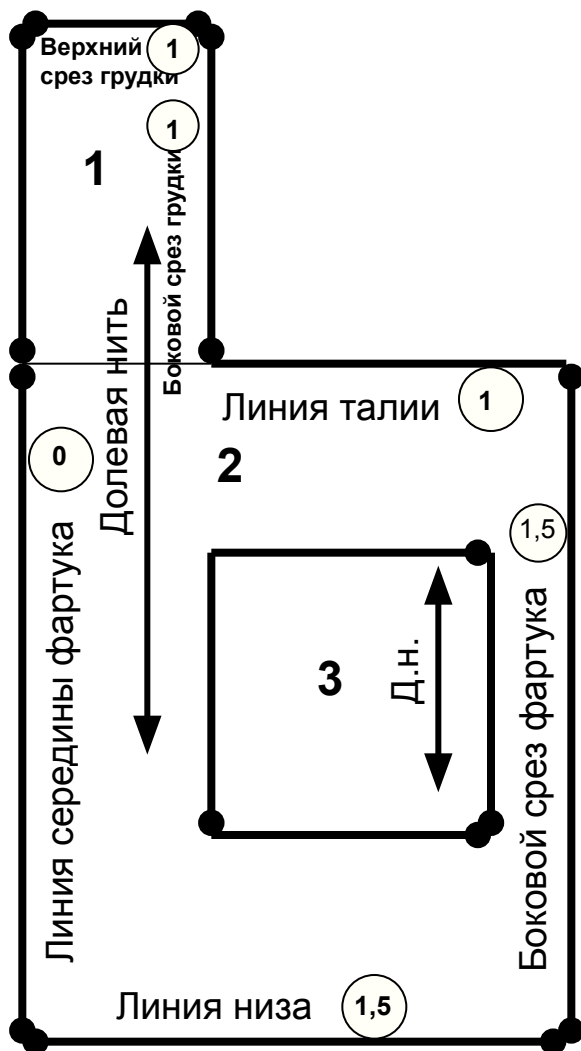 Верхний 1
срез грудки
1
1
Боковой срез грудки
Долевая нить
Линия талии 1
0
2
1,5
Линия середины фартука
3
Д.н.
Боковой срез фартука
Линия низа 1,5